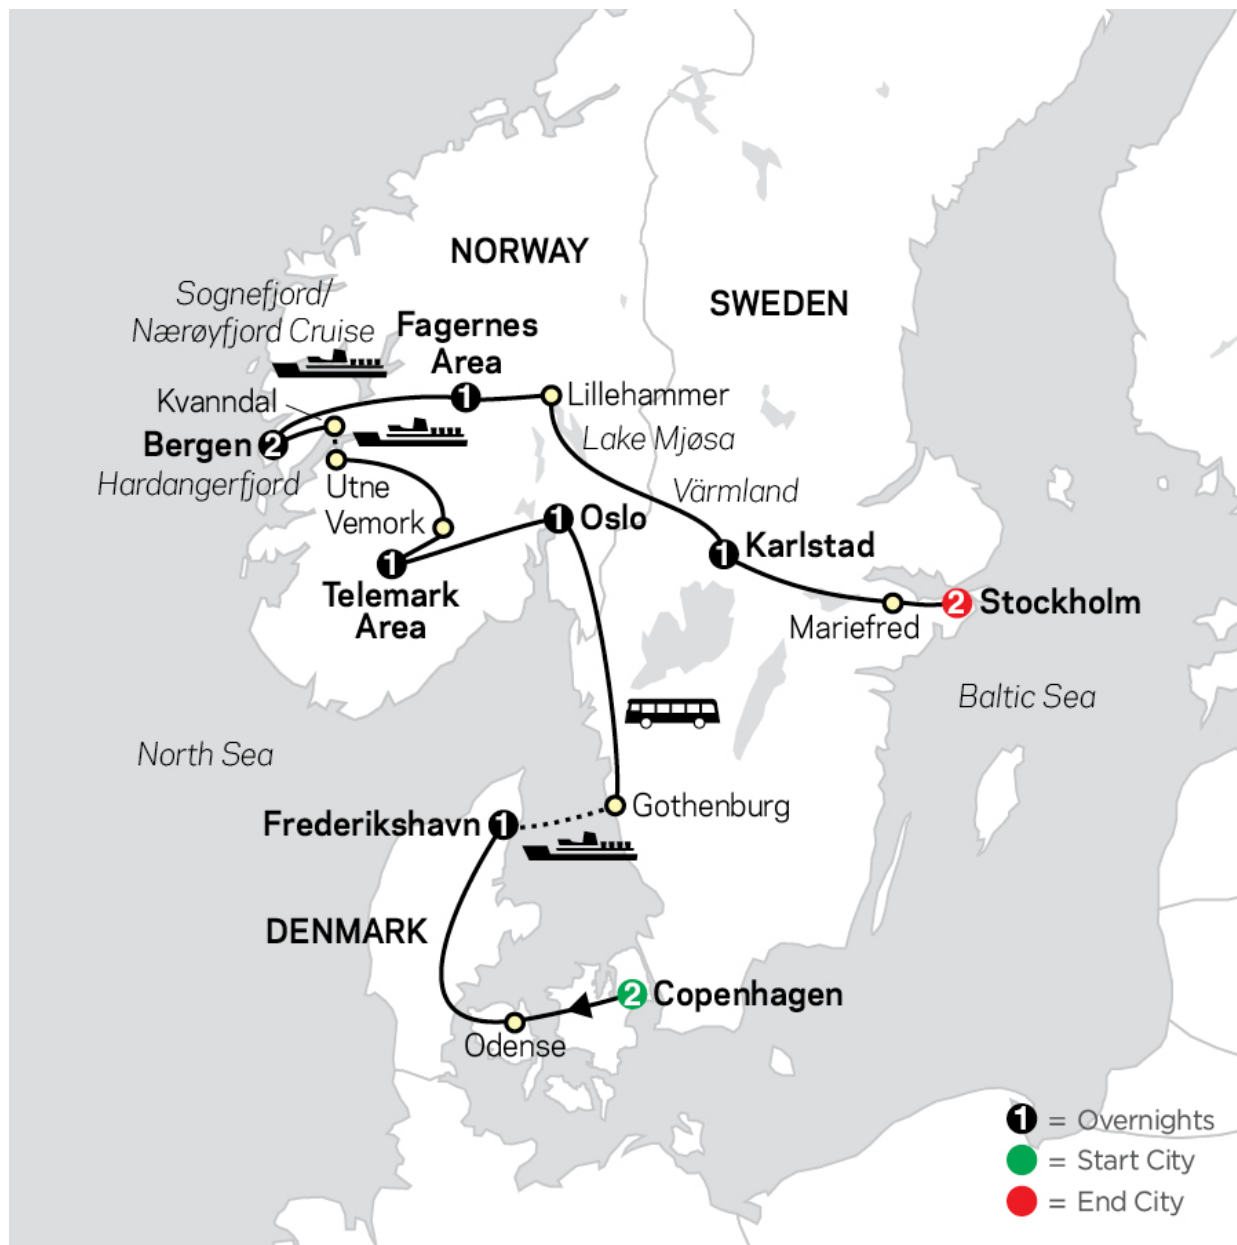 NORWAY
SWEDEN
Sognefjord/
Nærøyfjord Cruise
Fagernes
Area
1
Lillehammer
Kvanndal
Bergen 2
Lake Mjøsa
Hardangerfjord
Utne
Värmland
Vemork
1 Oslo
1
Telemark
Area
1 Karlstad
2 Stockholm
Mariefred
Baltic Sea
North Sea
Gothenburg
Frederikshavn 1
DENMARK
2 Copenhagen
Odense
1 = Overnights
= Start City
= End City